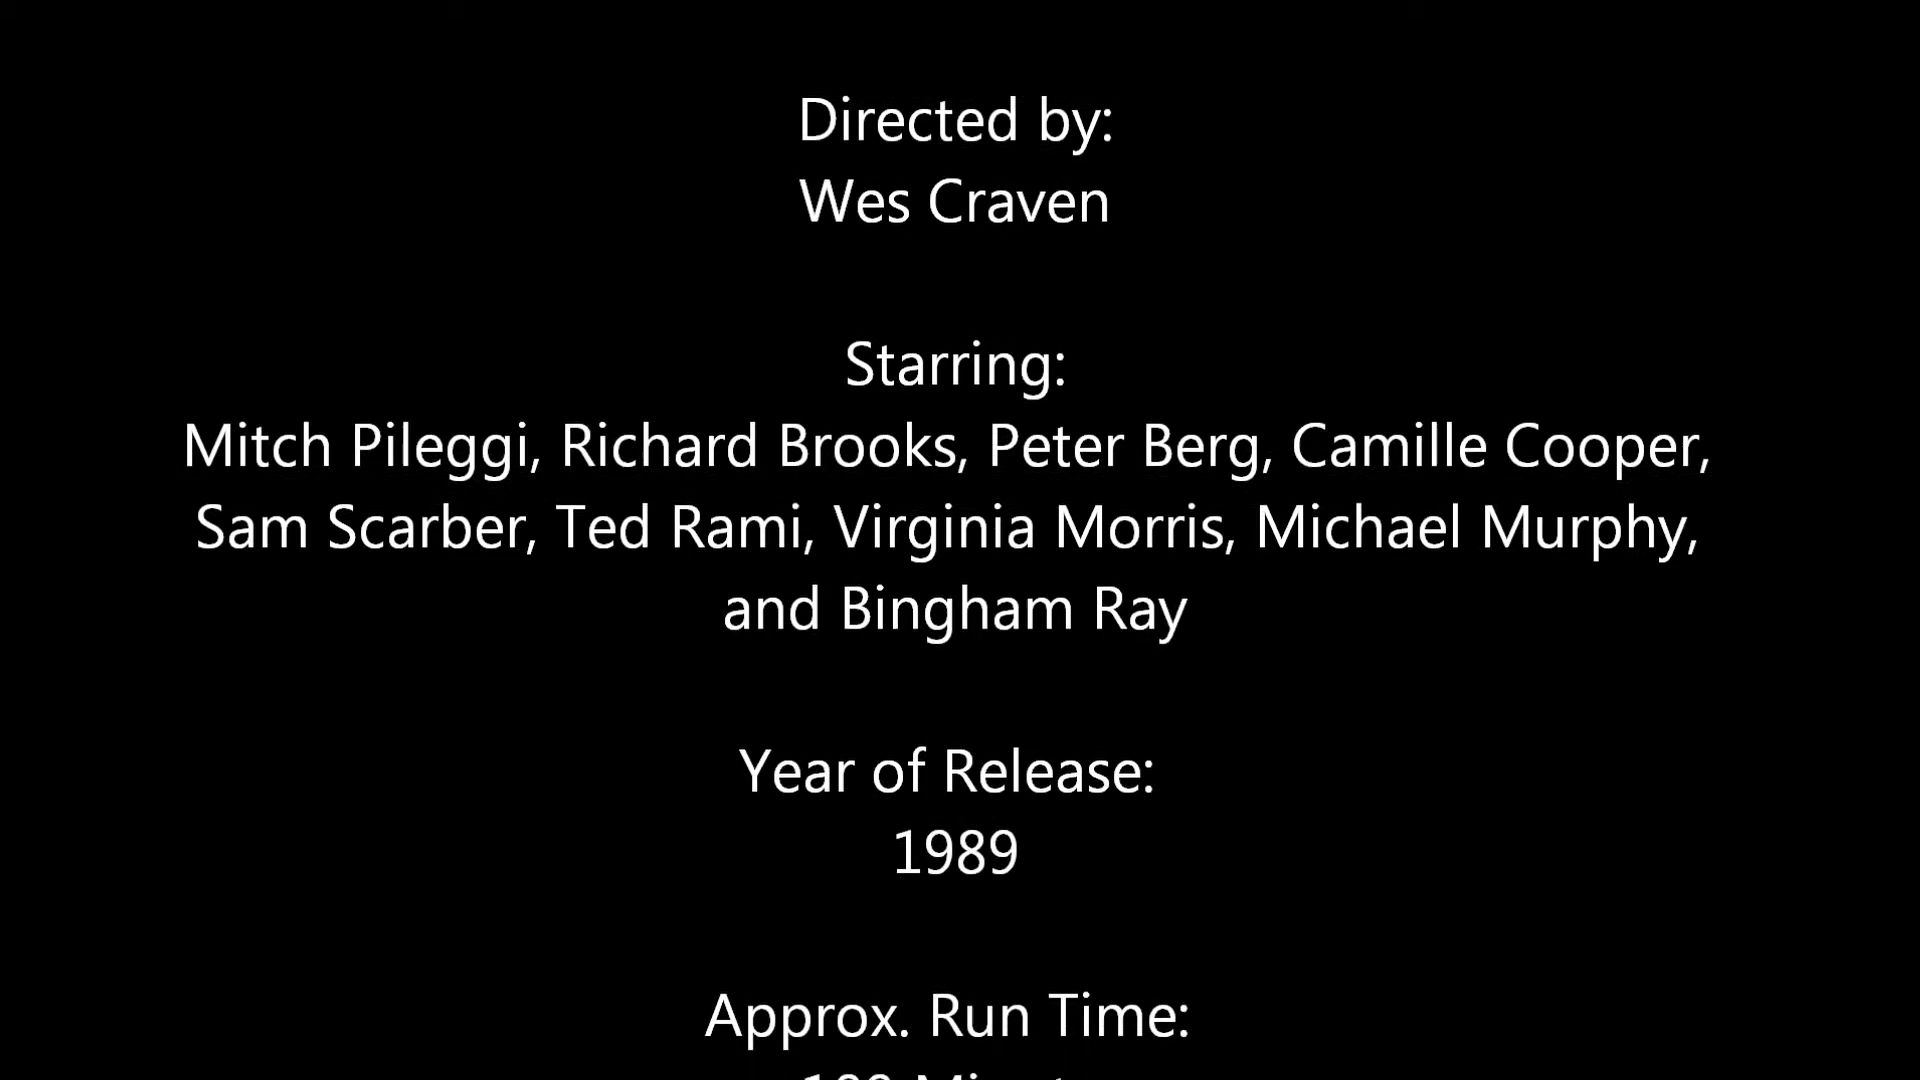 Directed by:
Wes Craven
Starring:
Mitch Pileggi, Richard Brooks, Peter Berg, Camille Cooper,
Sam Scarber, Ted Rami, Virginia Morris, Michael Murphy,
and Bingham Ray
Year of Release:
1989
Approx. Run Time: